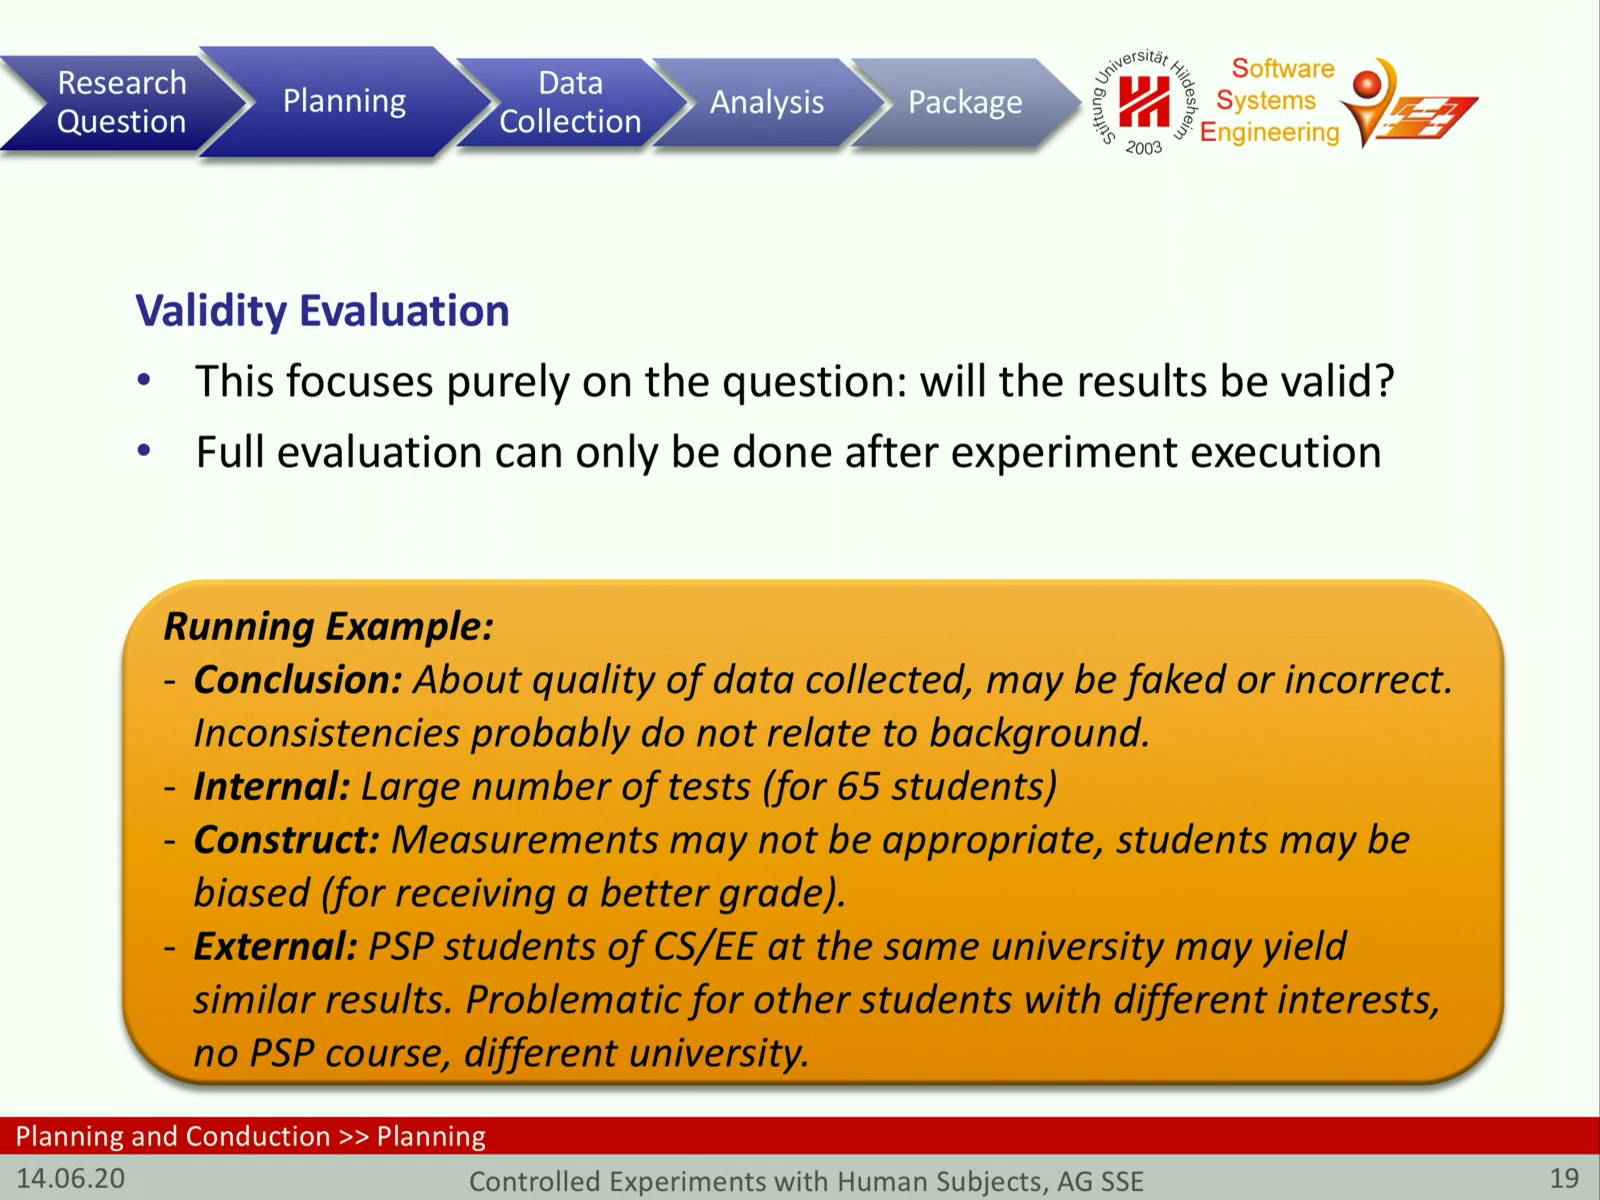 Research
Question
Planning
Data
Collection
Analysis
Package
Stiftung Universität Hildesheim
2003
Software
Systems
Engineering
Validity Evaluation
• This focuses purely on the question: will the results be valid?
• Full evaluation can only be done after experiment execution
Running Example:
- Conclusion: About quality of data collected, may be faked or incorrect.
Inconsistencies probably do not relate to background.
- Internal: Large number of tests (for 65 students)
- Construct: Measurements may not be appropriate, students may be
biased (for receiving a better grade).
- External: PSP students of CS/EE at the same university may yield
similar results. Problematic for other students with different interests,
no PSP course, different university.
Planning and Conduction >> Planning
14.06.20
Controlled Experiments with Human Subjects, AG SSE
19